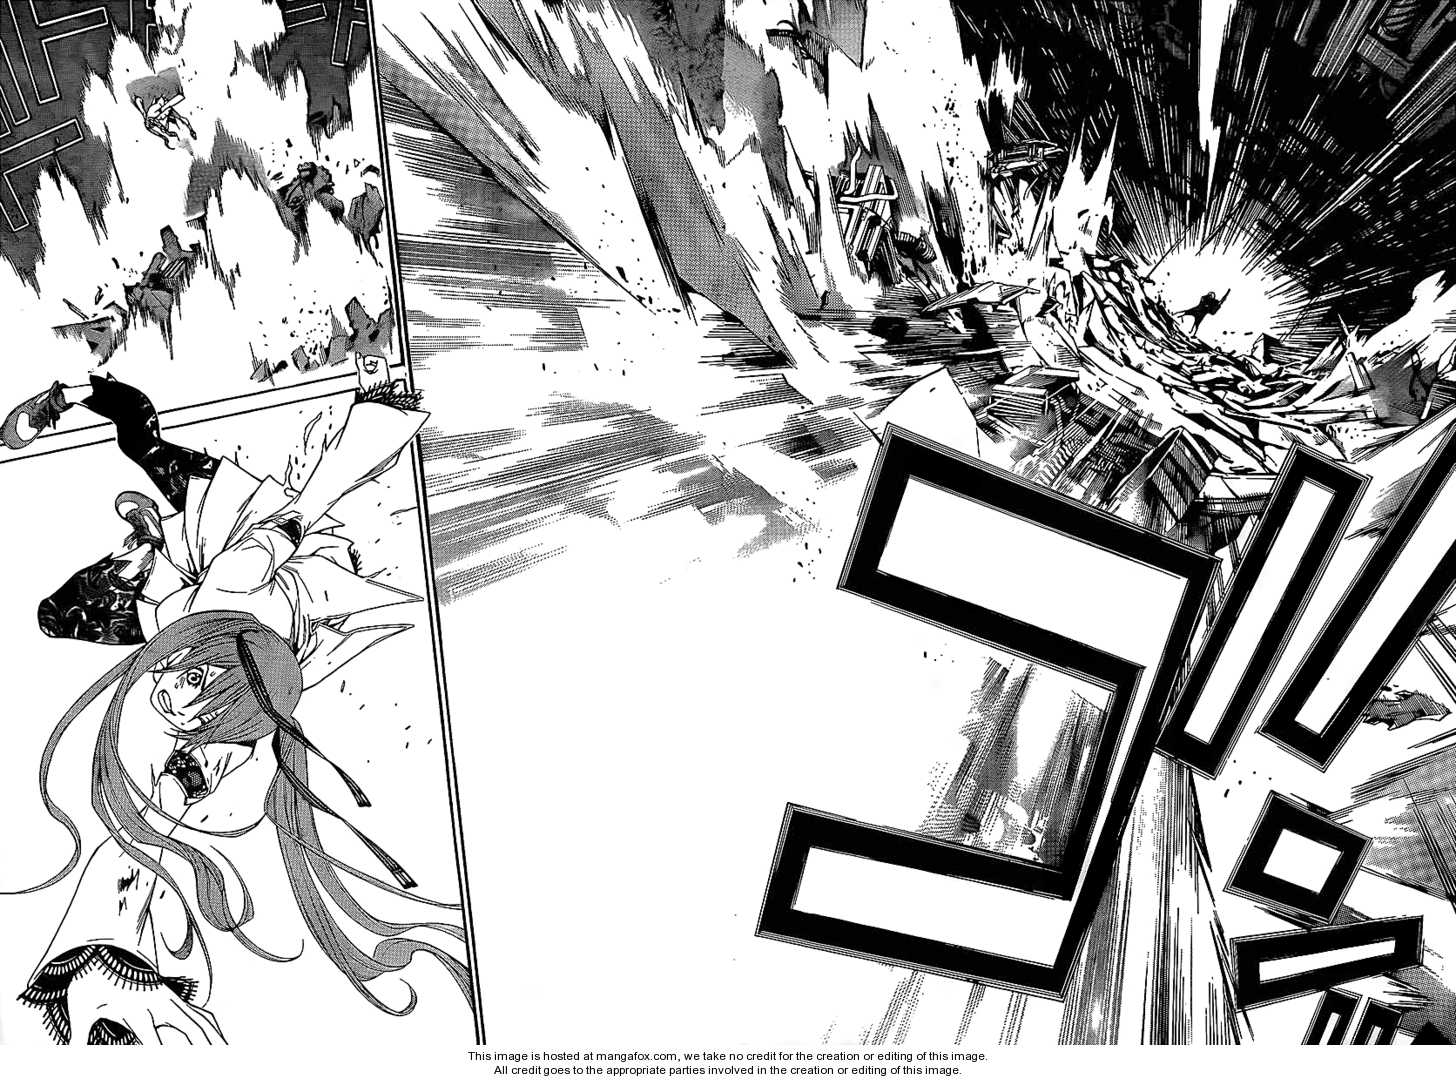 ゴ
This image is hosted at mangafox.com, we take no credit for the creation or editing of this image.
All credit goes to the appropriate parties involved in the creation or editing of this image.